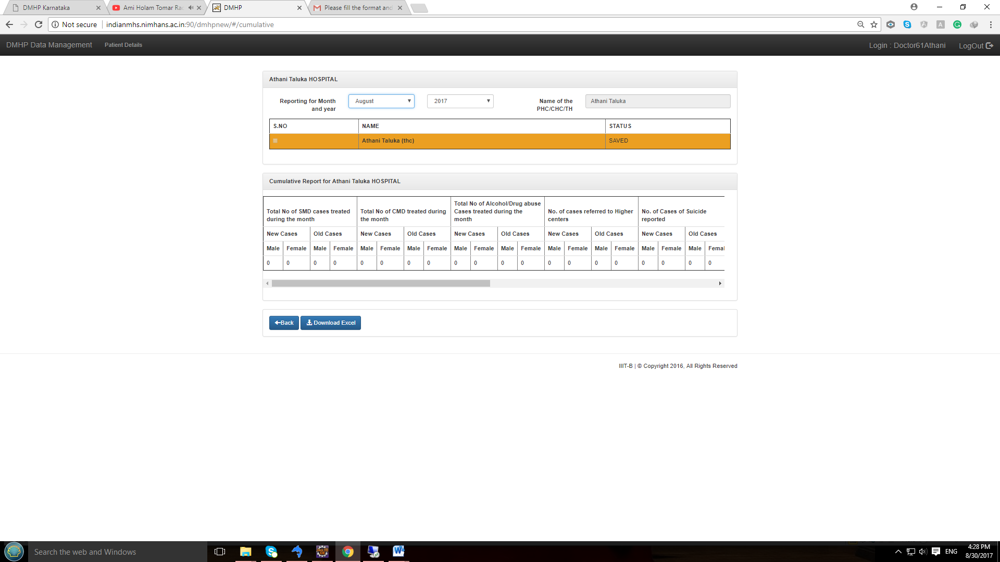 DMHP Karnataka
Ami Holam Tomar Ra
DMHP
Please fill the format and
Not secure
indianmhs.nimhans.ac.in:90/dmhpnew/#/cumulative
DMHP Data Management
Patient Details
Login : Doctor61Athani
LogOut
Athani Taluka HOSPITAL
Reporting for Month
and year
August
2017
Name of the
PHC/CHC/TH
Athani Taluka
S.NO NAME STATUS
Athani Taluka (thc) SAVED
Cumulative Report for Athani Taluka HOSPITAL
Total No of SMD cases treated
during the month
Total No of CMD treated during
the month
Total No of Alcohol/Drug abuse
Cases treated during the
month
No. of cases referred to Higher
centers
No. of Cases of Suicide
reported
New Cases Old Cases New Cases Old Cases New Cases Old Cases New Cases Old Cases New Cases Old Cases
Male Female Male Female Male Female Male Female Male Female Male Female Male Female Male Female Male Female Male Femal
0 0 0 0 0 0 0 0 0 0 0 0 0 0 0 0 0 0 0 0
Back
Download Excel
IIIT-B | © Copyright 2016, All Rights Reserved
Search the web and Windows
ENG
4:28 PM
8/30/2017